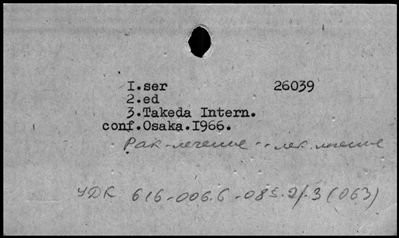 I.ser 26039
2.ed
3.Takeda Intern.
conf.Osaka.I966.
Рак-лечение -- лек. лечение
УДК 616-006.6-085.21.3 (063)